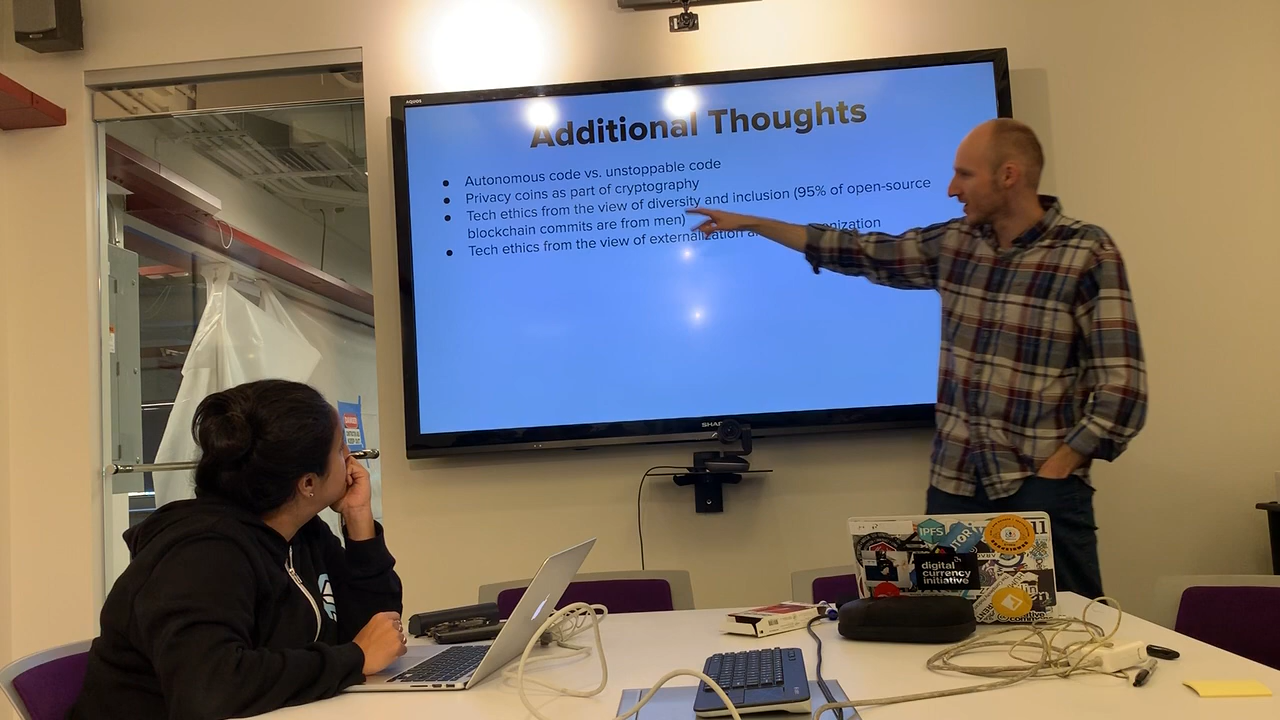 AQUOS
Additional Thoughts
Autonomous code vs. unstoppable code
Privacy coins as part of cryptography
Tech ethics from the view of diversity and inclusion (95% of open-source
blockchain commits are from men)
Tech ethics from the view of externalization
IPFS
digital
currency
initiative